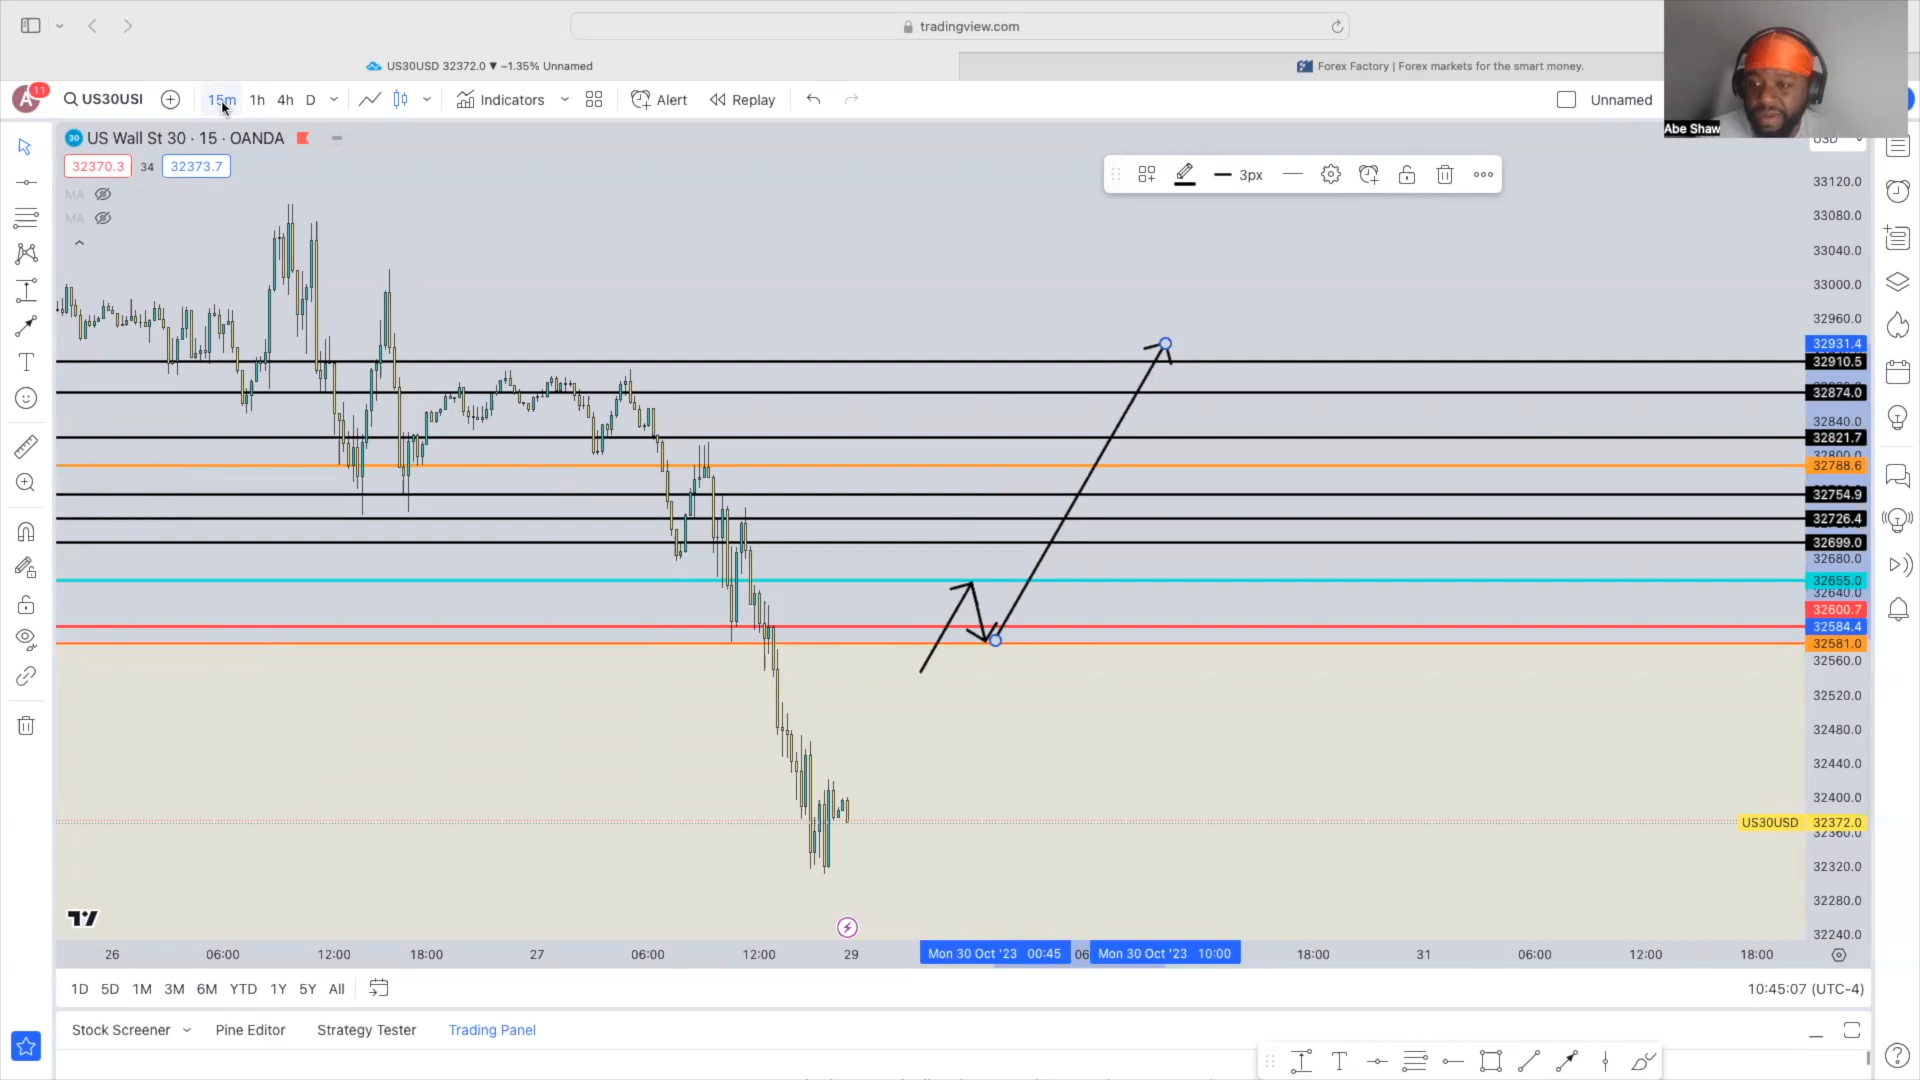 tradingview.com
US30USD 32372.0 ▼ −1.35% Unnamed
Forex Factory | Forex markets for the smart money.
A 11
US30USI
15m 1h 4h D
Indicators
Alert
Replay
Unnamed
Abe Shaw
30 US Wall St 30 · 15 · OANDA
USD
32370.3 34 32373.7
MA
MA
3px
33120.0
33080.0
33040.0
33000.0
32960.0
32931.4
32910.5
32874.0
32840.0
32821.7
32800.0
32788.6
32754.9
32726.4
32699.0
32680.0
32655.0
32640.0
32600.7
32584.4
32581.0
32560.0
32520.0
32480.0
32440.0
32400.0
US30USD 32372.0
32360.0
32320.0
32280.0
32240.0
26 06:00 12:00 18:00 27 06:00 12:00 29 Mon 30 Oct '23 00:45 06 Mon 30 Oct '23 10:00 18:00 31 06:00 12:00 18:00
1D 5D 1M 3M 6M YTD 1Y 5Y All
10:45:07 (UTC-4)
Stock Screener Pine Editor Strategy Tester Trading Panel